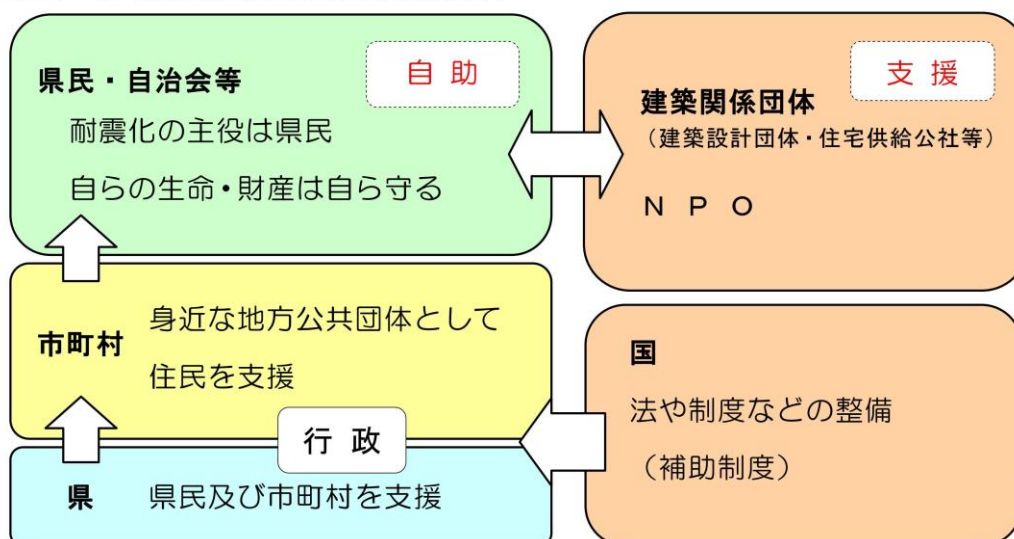 県民・自治会等
自 助
耐震化の主役は県民
自らの生命・財産は自ら守る
建築関係団体
支 援
（建築設計団体・住宅供給公社等）
Ｎ Ｐ Ｏ
市町村
身近な地方公共団体として
住民を支援
行 政
県
県民及び市町村を支援
国
法や制度などの整備
（補助制度）